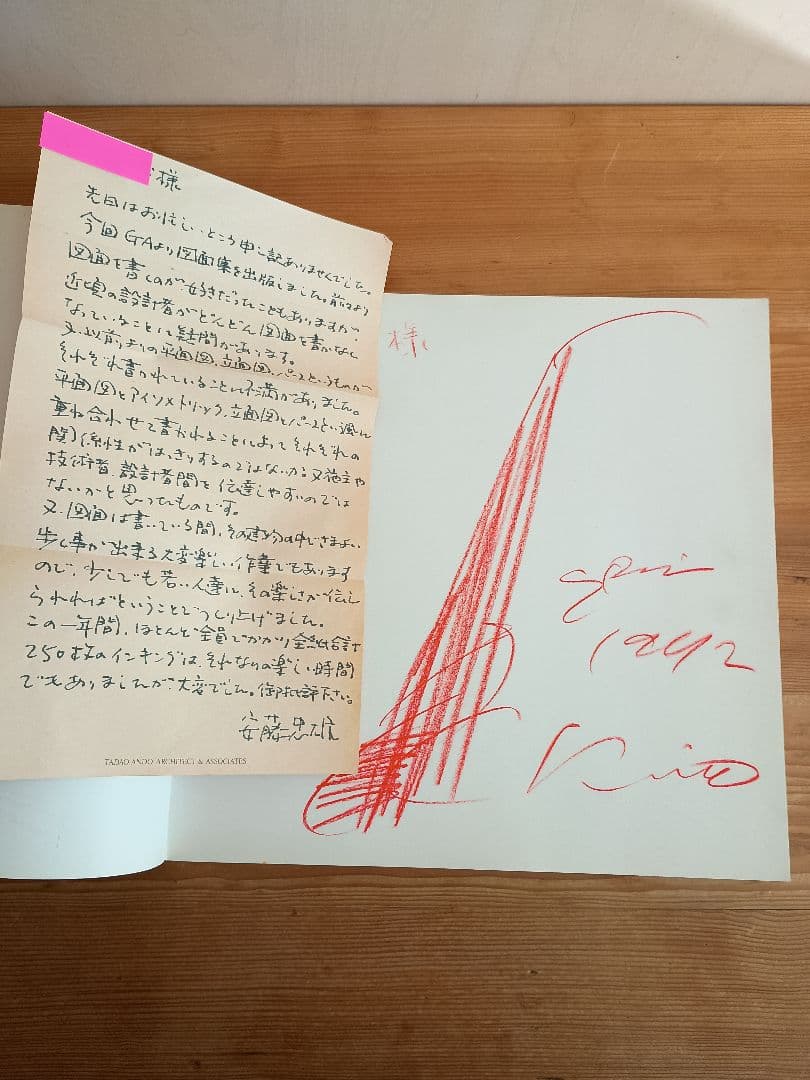 様
先日はお忙しいところ申し訳ありませんでした。
今回GAより図面集を出版しました。前々より
図面を書くのが好きだったこともありますが、
近頃の設計者がどんどん図面を書かなく
なっていることに疑問があります。
又、以前よりの平面図、立面図、パースというものが
それぞれ書かれていることに不満がありました。
平面図とアイソメトリック、立面図とパースという風に
重ね合わせて書かれることによってそれぞれの
関係性がはっきりするのではないか?又施主や
技術者、設計者間を伝達しやすいのでは
ないかと思ったものです。
又、図面は書いている間、その建物の中でさまよい
歩く事が出来る大変楽しい作業でもあります
ので、少しでも若い人達に、その楽しさが伝え
られればということでつくり上げました。
この一年間、ほとんど全員でかかり全紙合計
250枚のインキングは、それなりの楽しい時間
でもありましたが大変でした。御批評下さい。
安藤忠雄
TADAO ANDO ARCHITECT & ASSOCIATES
様
1992